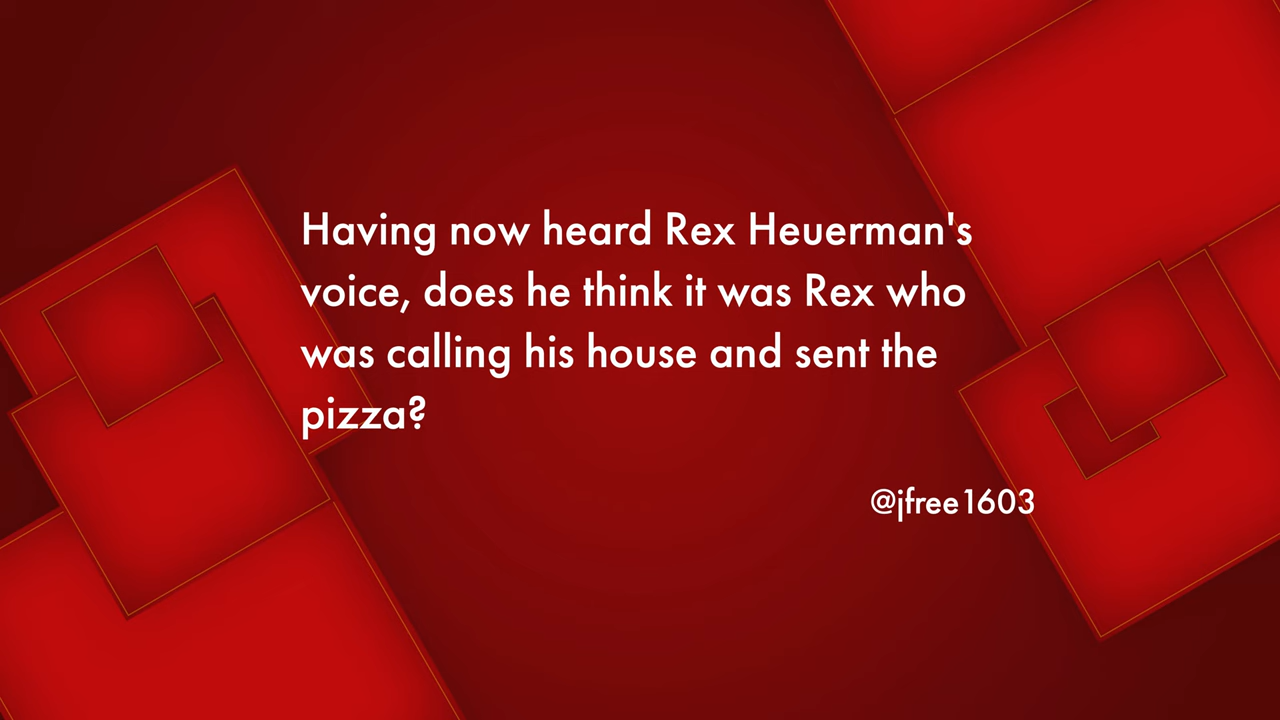 Having now heard Rex Heuerman's
voice, does he think it was Rex who
was calling his house and sent the
pizza?
@jfree1603